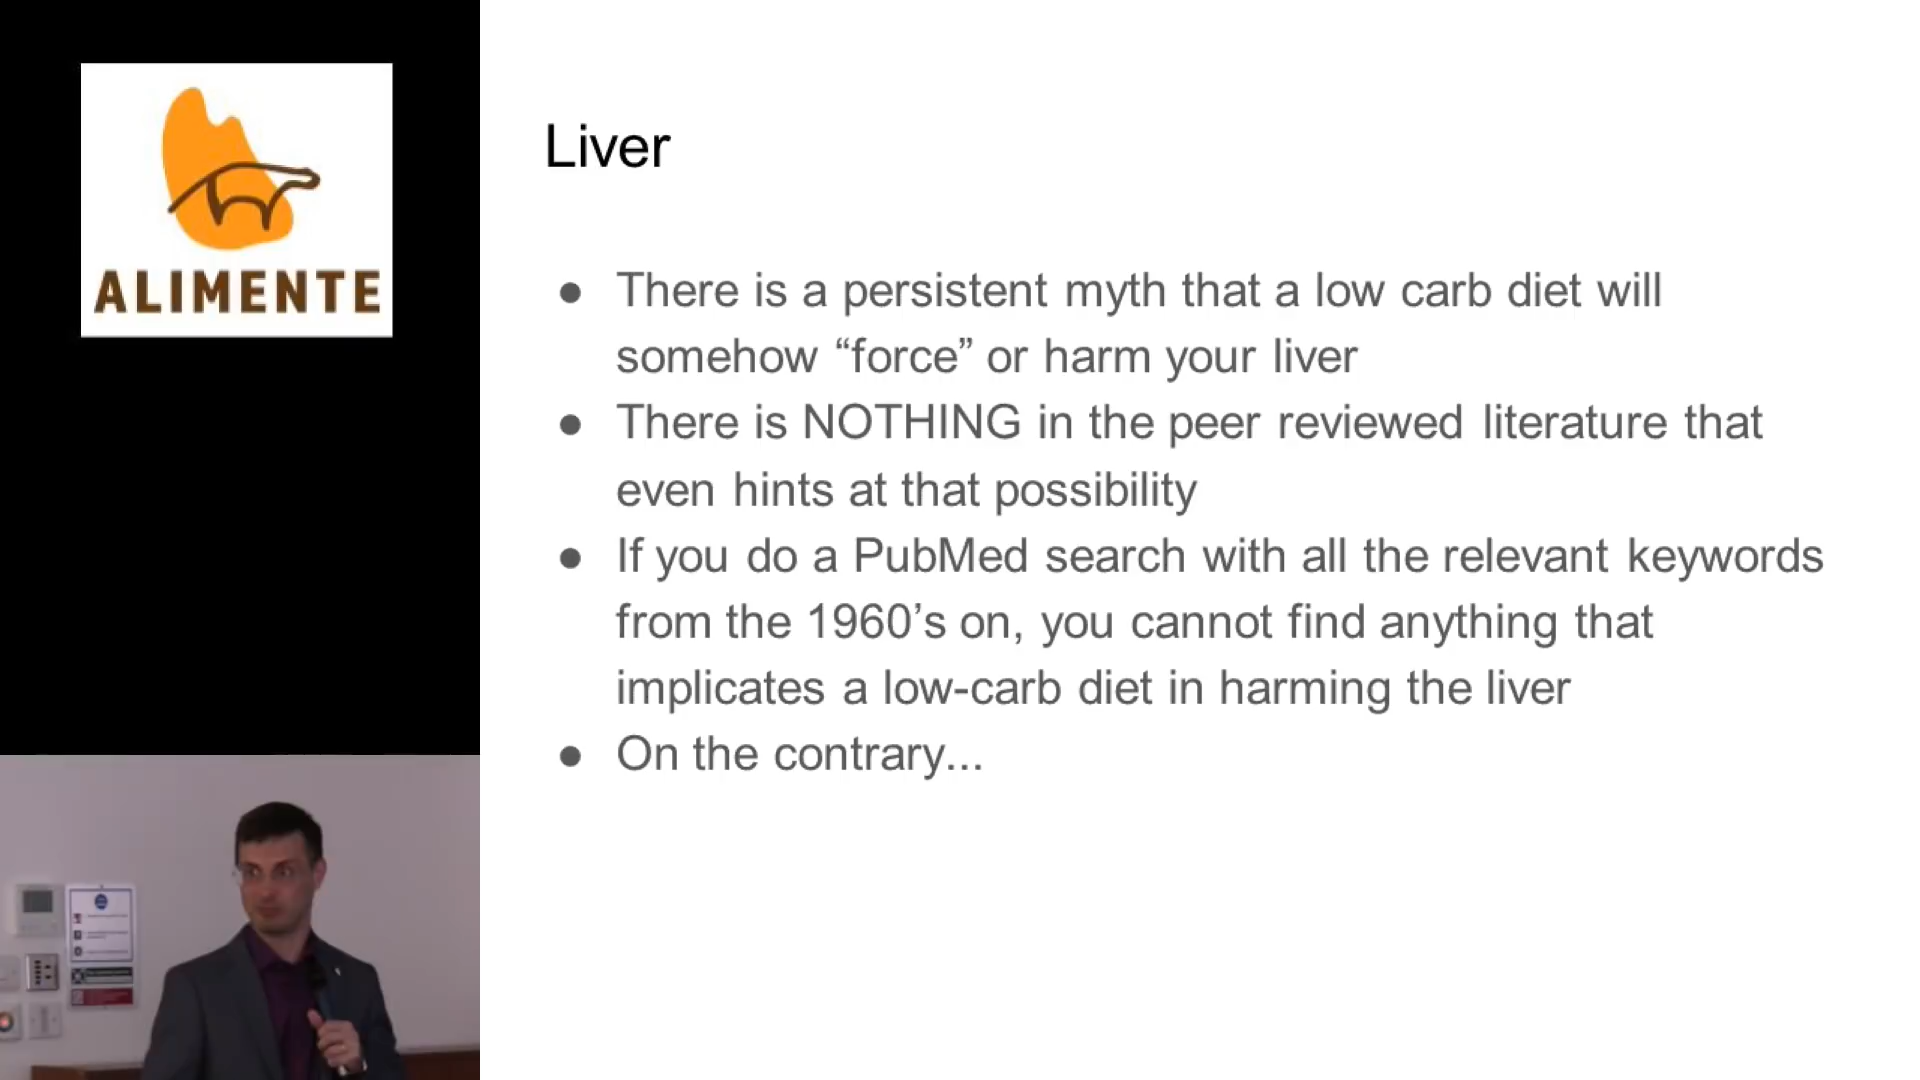 ALIMENTE
Liver
● There is a persistent myth that a low carb diet will
somehow “force” or harm your liver
● There is NOTHING in the peer reviewed literature that
even hints at that possibility
● If you do a PubMed search with all the relevant keywords
from the 1960’s on, you cannot find anything that
implicates a low-carb diet in harming the liver
● On the contrary...